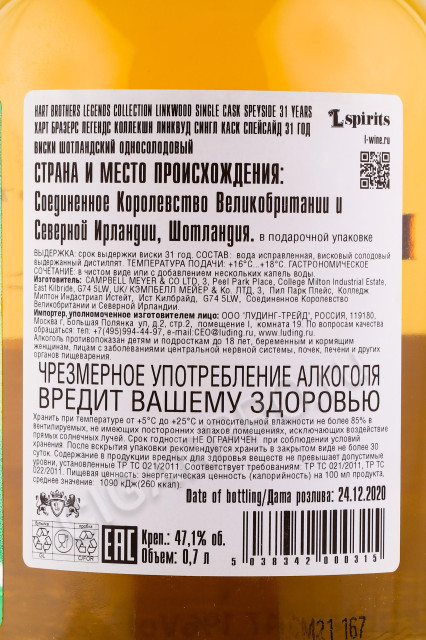 HART BROTHERS LEGENDS COLLECTION LINKWOOD SINGLE CASK SPEYSIDE 31 YEARS
ХАРТ БРАЗЕРС ЛЕГЕНДС КОЛЛЕКШН ЛИНКВУД СИНГЛ КАСК СПЕЙСАЙД 31 ГОД
ВИСКИ ШОТЛАНДСКИЙ ОДНОСОЛОДОВЫЙ
Lspirits
l-wine.ru
СТРАНА И МЕСТО ПРОИСХОЖДЕНИЯ:
Соединенное Королевство Великобритании и
Северной Ирландии, Шотландия. в подарочной упаковке
ВЫДЕРЖКА: срок выдержки виски 31 год. СОСТАВ: вода исправленная, висковый солодовый
выдержанный дистиллят. ТЕМПЕРАТУРА ПОДАЧИ: +16°С...+18°С. ГАСТРОНОМИЧЕСКОЕ
СОЧЕТАНИЕ: в чистом виде или с добавлением нескольких капель воды.
Изготовитель: CAMPBELL MEYER & CO LTD, 3, Peel Park Place, College Milton Industrial Estate,
East Kilbride, G74 5LW, UK/ КЭМПБЕЛЛ МЕЙЕР & Ко. ЛТД, 3, Пил Парк Плейс, Колледж
Милтон Индастриал Истейт, Ист Килбрайд, G74 5LW, Соединенное Королевство
Великобритании и Северной Ирландии.
Импортер, уполномоченное изготовителем лицо: ООО "ЛУДИНГ-ТРЕЙД", РОССИЯ, 119180,
Москва г, Большая Полянка ул, д.2, стр.2, помещение I, комната 19. По вопросам качества
обращаться: тел. +7(495)994-44-97, e-mail:CEO@luding.ru, http://www.luding.ru.
Алкоголь противопоказан детям и подросткам до 18 лет, беременным и кормящим
женщинам, лицам с заболеваниями центральной нервной системы, почек, печени и других
органов пищеварения.
ЧРЕЗМЕРНОЕ УПОТРЕБЛЕНИЕ АЛКОГОЛЯ
ВРЕДИТ ВАШЕМУ ЗДОРОВЬЮ
Хранить при температуре от +5°С до +25°С и относительной влажности не более 85% в
вентилируемых, не имеющих посторонних запахов помещениях, исключающих воздействие
прямых солнечных лучей. Срок годности НЕ ОГРАНИЧЕН при соблюдении условий
хранения. После вскрытия упаковки рекомендуется хранить в закрытом виде не более 30
суток. Содержание в продукции вредных для здоровья веществ не превышает допустимые
уровни, установленные ТР ТС 021/2011. Соответствует требованиям: ТР ТС 021/2011, ТР ТС
022/2011. Пищевая ценность: энергетическая ценность (калорийность) на 100 мл продукта,
среднее значение: 1090 кДж (260 ккал).
Date of bottling/Дата розлива: 24.12.2020
EAC
Креп.: 47,1% об.
Объем: 0,7 л
5 038342 000315
M21 167